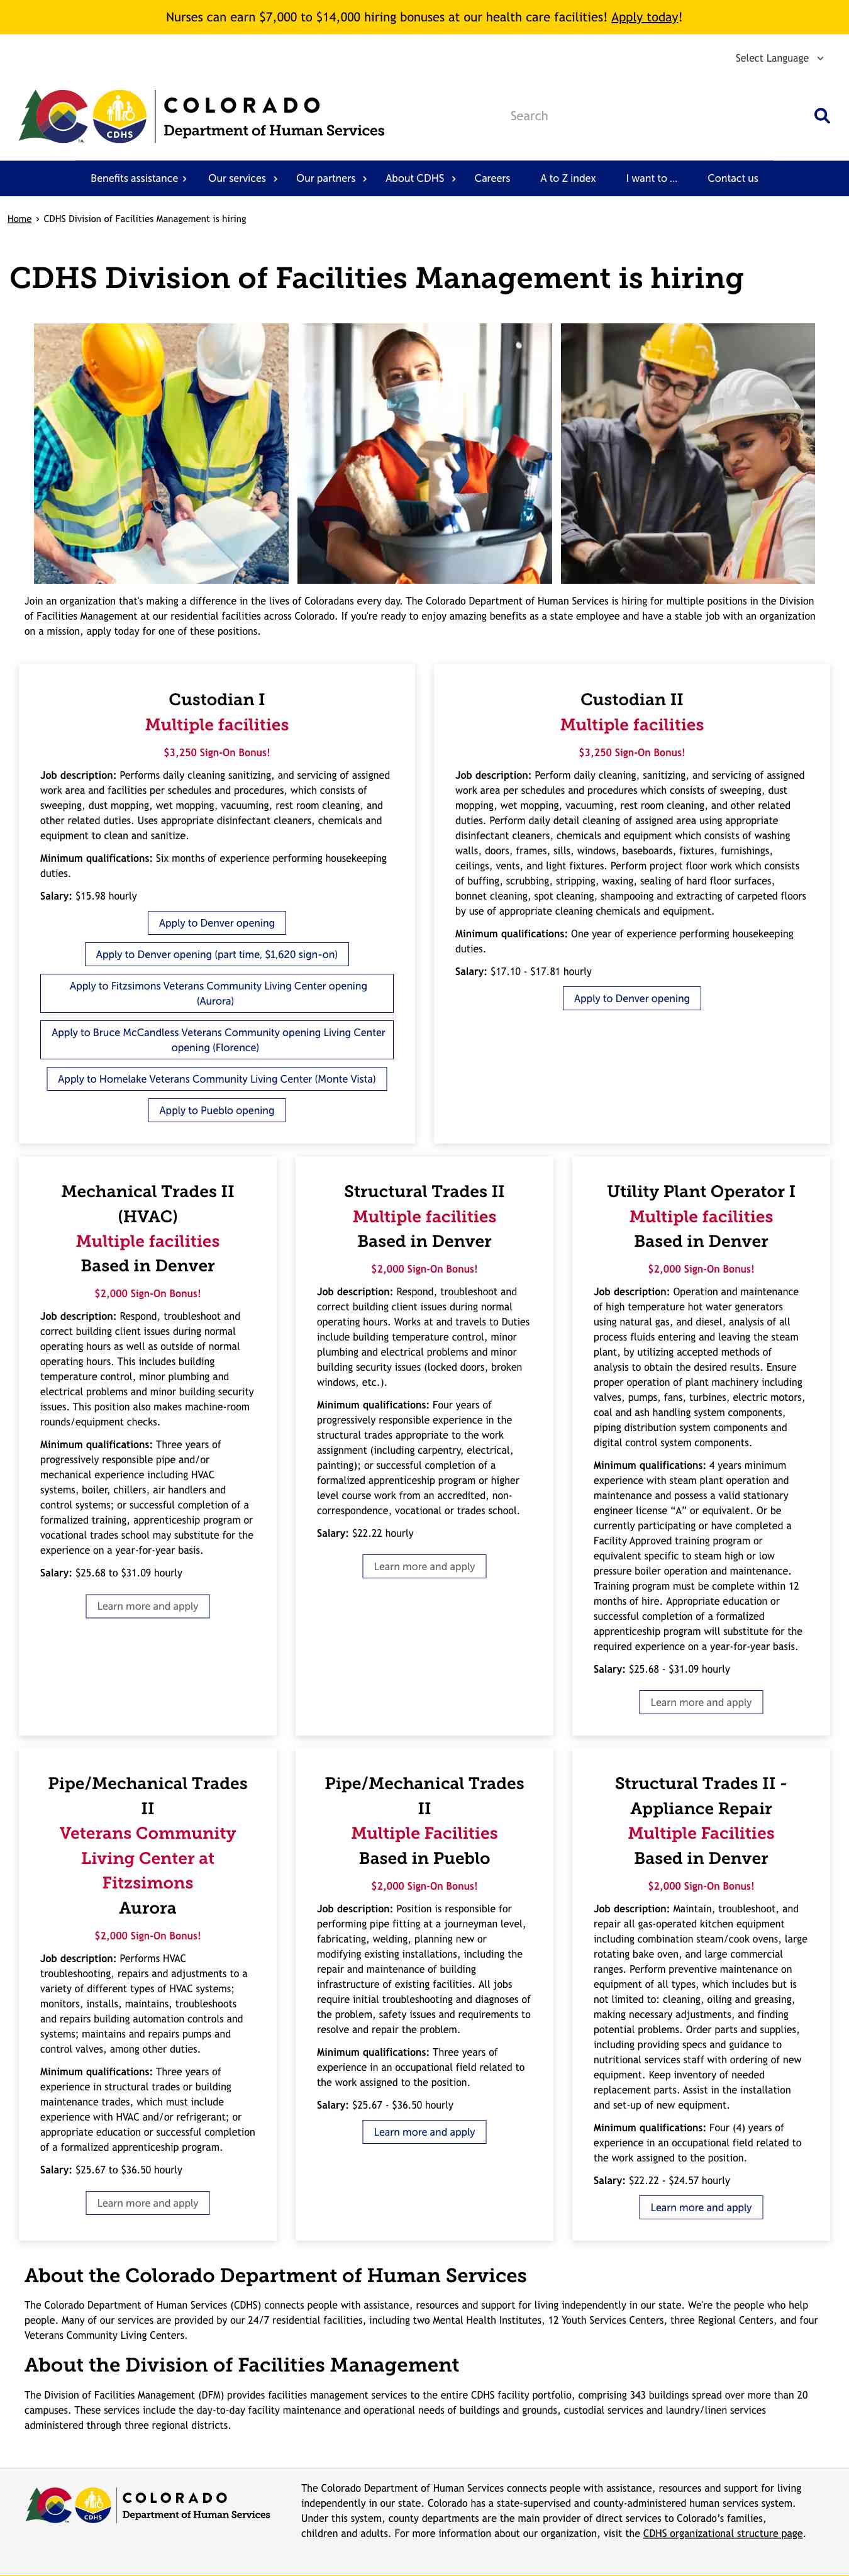 Nurses can earn $7,000 to $14,000 hiring bonuses at our health care facilities! Apply today!
Select Language
COLORADO
Department of Human Services
CDHS
TM
Search
Benefits assistance
Our services
Our partners
About CDHS
Careers
A to Z index
I want to ...
Contact us
Home › CDHS Division of Facilities Management is hiring
CDHS Division of Facilities Management is hiring
Join an organization that's making a difference in the lives of Coloradans every day. The Colorado Department of Human Services is hiring for multiple positions in the Division
of Facilities Management at our residential facilities across Colorado. If you're ready to enjoy amazing benefits as a state employee and have a stable job with an organization
on a mission, apply today for one of these positions.
Custodian I
Multiple facilities
$3,250 Sign-On Bonus!
Job description: Performs daily cleaning sanitizing, and servicing of assigned
work area and facilities per schedules and procedures, which consists of
sweeping, dust mopping, wet mopping, vacuuming, rest room cleaning, and
other related duties. Uses appropriate disinfectant cleaners, chemicals and
equipment to clean and sanitize.
Minimum qualifications: Six months of experience performing housekeeping
duties.
Salary: $15.98 hourly
Apply to Denver opening
Apply to Denver opening (part time, $1,620 sign-on)
Apply to Fitzsimons Veterans Community Living Center opening
(Aurora)
Apply to Bruce McCandless Veterans Community opening Living Center
opening (Florence)
Apply to Homelake Veterans Community Living Center (Monte Vista)
Apply to Pueblo opening
Custodian II
Multiple facilities
$3,250 Sign-On Bonus!
Job description: Perform daily cleaning, sanitizing, and servicing of assigned
work area per schedules and procedures which consists of sweeping, dust
mopping, wet mopping, vacuuming, rest room cleaning, and other related
duties. Perform daily detail cleaning of assigned area using appropriate
disinfectant cleaners, chemicals and equipment which consists of washing
walls, doors, frames, sills, windows, baseboards, fixtures, furnishings,
ceilings, vents, and light fixtures. Perform project floor work which consists
of buffing, scrubbing, stripping, waxing, sealing of hard floor surfaces,
bonnet cleaning, spot cleaning, shampooing and extracting of carpeted floors
by use of appropriate cleaning chemicals and equipment.
Minimum qualifications: One year of experience performing housekeeping
duties.
Salary: $17.10 - $17.81 hourly
Apply to Denver opening
Mechanical Trades II
(HVAC)
Multiple facilities
Based in Denver
$2,000 Sign-On Bonus!
Job description: Respond, troubleshoot and
correct building client issues during normal
operating hours as well as outside of normal
operating hours. This includes building
temperature control, minor plumbing and
electrical problems and minor building security
issues. This position also makes machine-room
rounds/equipment checks.
Minimum qualifications: Three years of
progressively responsible pipe and/or
mechanical experience including HVAC
systems, boiler, chillers, air handlers and
control systems; or successful completion of a
formalized training, apprenticeship program or
vocational trades school may substitute for the
experience on a year-for-year basis.
Salary: $25.68 to $31.09 hourly
Learn more and apply
Structural Trades II
Multiple facilities
Based in Denver
$2,000 Sign-On Bonus!
Job description: Respond, troubleshoot and
correct building client issues during normal
operating hours. Works at and travels to Duties
include building temperature control, minor
plumbing and electrical problems and minor
building security issues (locked doors, broken
windows, etc.).
Minimum qualifications: Four years of
progressively responsible experience in the
structural trades appropriate to the work
assignment (including carpentry, electrical,
painting); or successful completion of a
formalized apprenticeship program or higher
level course work from an accredited, non-
correspondence, vocational or trades school.
Salary: $22.22 hourly
Learn more and apply
Utility Plant Operator I
Multiple facilities
Based in Denver
$2,000 Sign-On Bonus!
Job description: Operation and maintenance
of high temperature hot water generators
using natural gas, and diesel, analysis of all
process fluids entering and leaving the steam
plant, by utilizing accepted methods of
analysis to obtain the desired results. Ensure
proper operation of plant machinery including
valves, pumps, fans, turbines, electric motors,
coal and ash handling system components,
piping distribution system components and
digital control system components.
Minimum qualifications: 4 years minimum
experience with steam plant operation and
maintenance and possess a valid stationary
engineer license “A” or equivalent. Or be
currently participating or have completed a
Facility Approved training program or
equivalent specific to steam high or low
pressure boiler operation and maintenance.
Training program must be complete within 12
months of hire. Appropriate education or
successful completion of a formalized
apprenticeship program will substitute for the
required experience on a year-for-year basis.
Salary: $25.68 - $31.09 hourly
Learn more and apply
Pipe/Mechanical Trades
II
Veterans Community
Living Center at
Fitzsimons
Aurora
$2,000 Sign-On Bonus!
Job description: Performs HVAC
troubleshooting, repairs and adjustments to a
variety of different types of HVAC systems;
monitors, installs, maintains, troubleshoots
and repairs building automation controls and
systems; maintains and repairs pumps and
control valves, among other duties.
Minimum qualifications: Three years of
experience in structural trades or building
maintenance trades, which must include
experience with HVAC and/or refrigerant; or
appropriate education or successful completion
of a formalized apprenticeship program.
Salary: $25.67 to $36.50 hourly
Learn more and apply
Pipe/Mechanical Trades
II
Multiple Facilities
Based in Pueblo
$2,000 Sign-On Bonus!
Job description: Position is responsible for
performing pipe fitting at a journeyman level,
fabricating, welding, planning new or
modifying existing installations, including the
repair and maintenance of building
infrastructure of existing facilities. All jobs
require initial troubleshooting and diagnoses of
the problem, safety issues and requirements to
resolve and repair the problem.
Minimum qualifications: Three years of
experience in an occupational field related to
the work assigned to the position.
Salary: $25.67 - $36.50 hourly
Learn more and apply
Structural Trades II -
Appliance Repair
Multiple Facilities
Based in Denver
$2,000 Sign-On Bonus!
Job description: Maintain, troubleshoot, and
repair all gas-operated kitchen equipment
including combination steam/cook ovens, large
rotating bake oven, and large commercial
ranges. Perform preventive maintenance on
equipment of all types, which includes but is
not limited to: cleaning, oiling and greasing,
making necessary adjustments, and finding
potential problems. Order parts and supplies,
including providing specs and guidance to
nutritional services staff with ordering of new
equipment. Keep inventory of needed
replacement parts. Assist in the installation
and set-up of new equipment.
Minimum qualifications: Four (4) years of
experience in an occupational field related to
the work assigned to the position.
Salary: $22.22 - $24.57 hourly
Learn more and apply
About the Colorado Department of Human Services
The Colorado Department of Human Services (CDHS) connects people with assistance, resources and support for living independently in our state. We're the people who help
people. Many of our services are provided by our 24/7 residential facilities, including two Mental Health Institutes, 12 Youth Services Centers, three Regional Centers, and four
Veterans Community Living Centers.
About the Division of Facilities Management
The Division of Facilities Management (DFM) provides facilities management services to the entire CDHS facility portfolio, comprising 343 buildings spread over more than 20
campuses. These services include the day-to-day facility maintenance and operational needs of buildings and grounds, custodial services and laundry/linen services
administered through three regional districts.
COLORADO
Department of Human Services
CDHS
The Colorado Department of Human Services connects people with assistance, resources and support for living
independently in our state. Colorado has a state-supervised and county-administered human services system.
Under this system, county departments are the main provider of direct services to Colorado’s families,
children and adults. For more information about our organization, visit the CDHS organizational structure page.